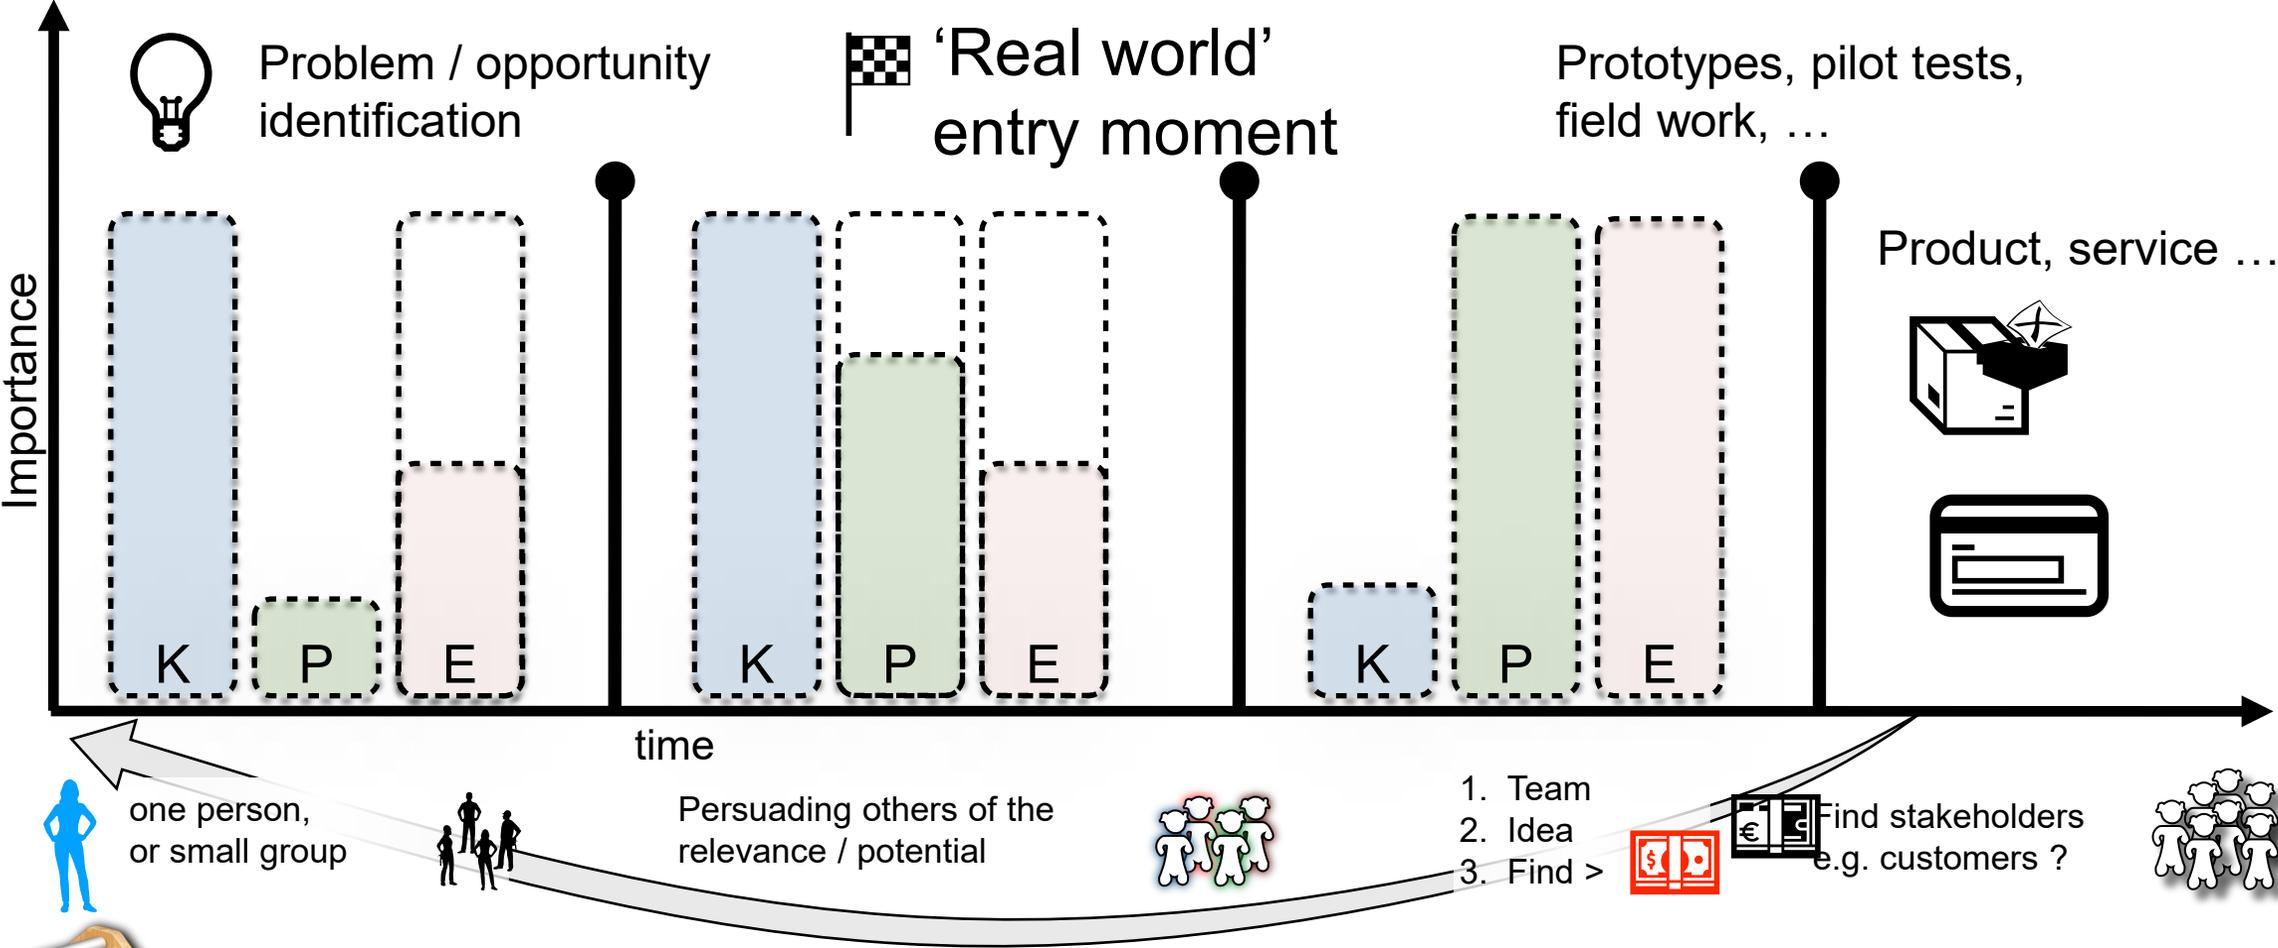 Problem / opportunity
identification
‘Real world’
entry moment
Prototypes, pilot tests,
field work, …
Product, service …
Importance
K P E
K P E
K P E
time
one person,
or small group
Persuading others of the
relevance / potential
1. Team
2. Idea
3. Find >
$
€
Find stakeholders
e.g. customers ?